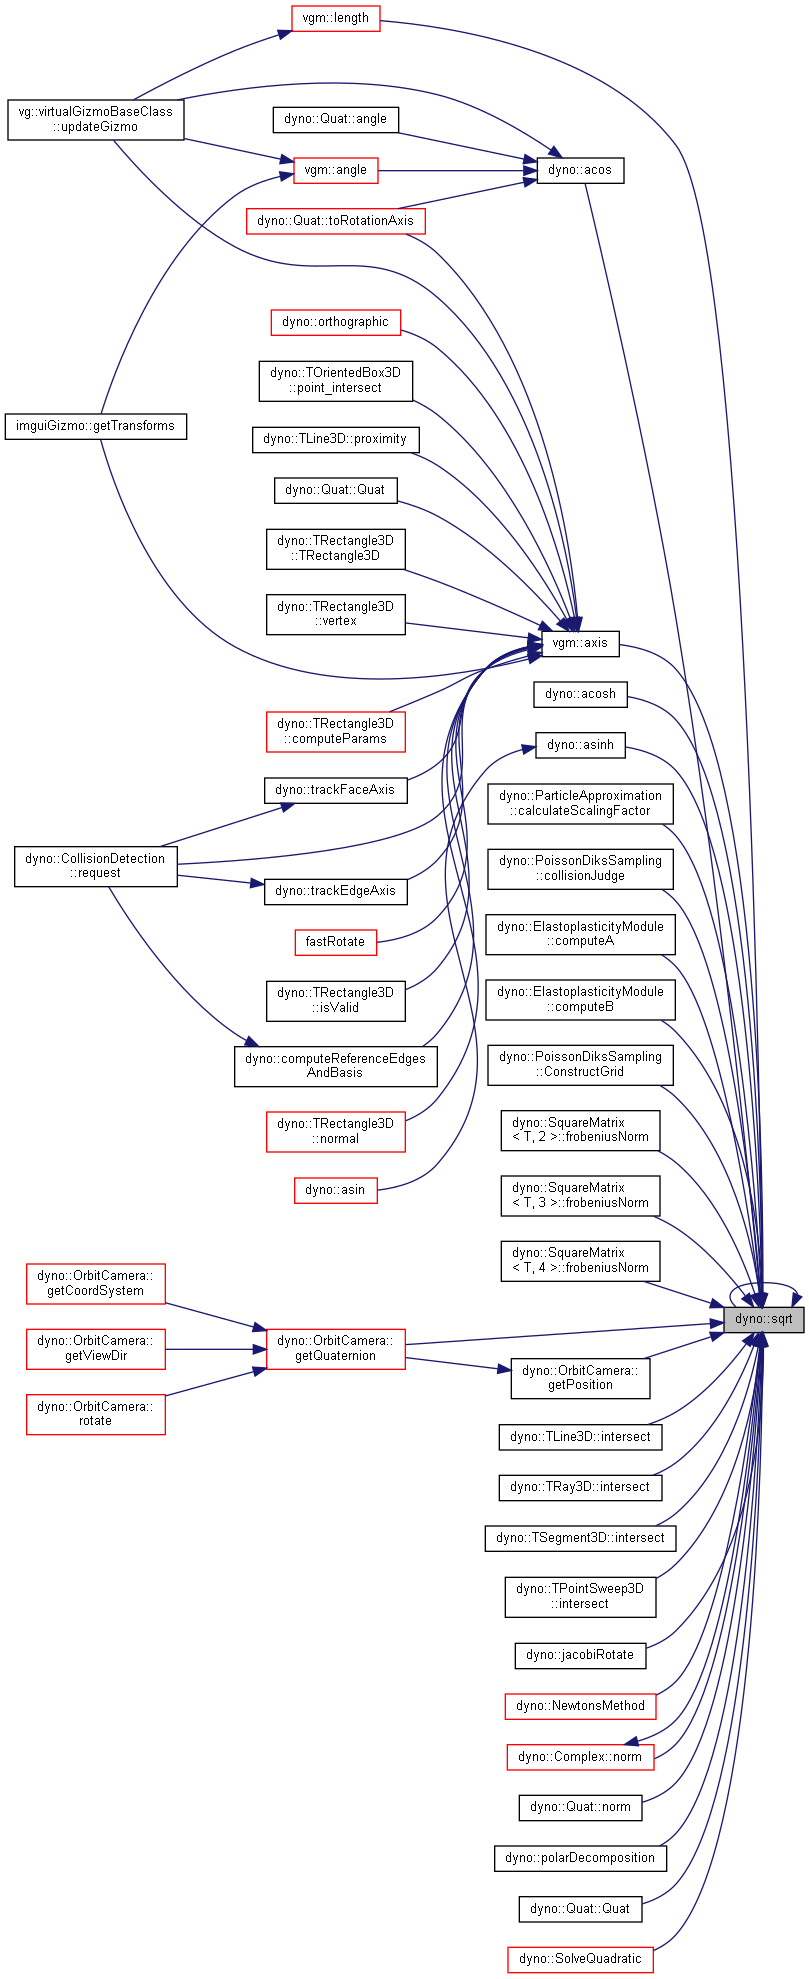 vgm::length
vg::virtualGizmoBaseClass
::updateGizmo
dyno::Quat::angle
vgm::angle
dyno::acos
dyno::Quat::toRotationAxis
dyno::orthographic
dyno::TOrientedBox3D
::point_intersect
imguiGizmo::getTransforms
dyno::TLine3D::proximity
dyno::Quat::Quat
dyno::TRectangle3D
::TRectangle3D
dyno::TRectangle3D
::vertex
vgm::axis
dyno::acosh
dyno::TRectangle3D
::computeParams
dyno::asinh
dyno::trackFaceAxis
dyno::ParticleApproximation
::calculateScalingFactor
dyno::CollisionDetection
::request
dyno::PoissonDiksSampling
::collisionJudge
dyno::trackEdgeAxis
dyno::ElastoplasticityModule
::computeA
fastRotate
dyno::TRectangle3D
::isValid
dyno::ElastoplasticityModule
::computeB
dyno::computeReferenceEdges
AndBasis
dyno::PoissonDiksSampling
::ConstructGrid
dyno::TRectangle3D
::normal
dyno::SquareMatrix
< T, 2 >::frobeniusNorm
dyno::asin
dyno::SquareMatrix
< T, 3 >::frobeniusNorm
dyno::SquareMatrix
< T, 4 >::frobeniusNorm
dyno::OrbitCamera::
getCoordSystem
dyno::sqrt
dyno::OrbitCamera::
getViewDir
dyno::OrbitCamera::
getQuaternion
dyno::OrbitCamera::
getPosition
dyno::OrbitCamera::
rotate
dyno::TLine3D::intersect
dyno::TRay3D::intersect
dyno::TSegment3D::intersect
dyno::TPointSweep3D
::intersect
dyno::jacobiRotate
dyno::NewtonsMethod
dyno::Complex::norm
dyno::Quat::norm
dyno::polarDecomposition
dyno::Quat::Quat
dyno::SolveQuadratic